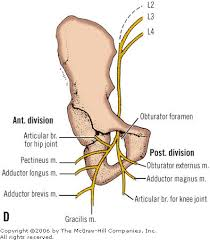 L2
L3
L4
Obturator foramen
Ant. division
Articular br.
for hip joint
Post. division
Pectineus m.
Obturator externus m.
Adductor longus m.
Adductor magnus m.
Adductor brevis m.
Articular br. for knee joint
D
Gracilis m.
Copyright ©2006 by The McGraw-Hill Companies, Inc.
All rights reserved.